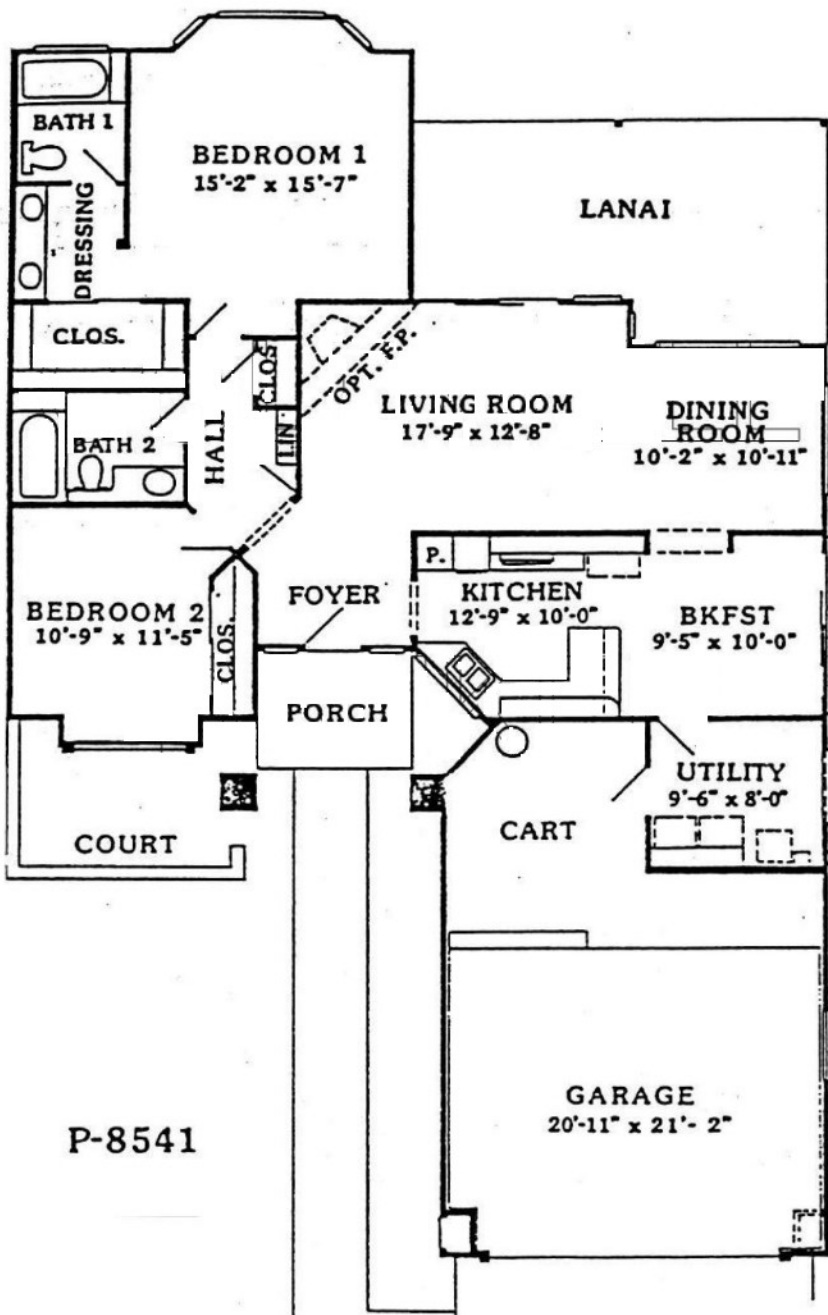 BATH 1
BEDROOM 1
15'-2" x 15'-7"
LANAI
DRESSING
CLOS.
CLOS
OPT. F.P.
LIVING ROOM
17'-9" x 12'-8"
DINING
ROOM
10'-2" x 10'-11"
BATH 2
HALL
LIN
P.
KITCHEN
12'-9" x 10'-0"
FOYER
BKFST
9'-5" x 10'-0"
BEDROOM 2
10'-9" x 11'-5"
CLOS.
PORCH
UTILITY
9'-6" x 8'-0"
CART
COURT
GARAGE
20'-11" x 21'- 2"
P-8541